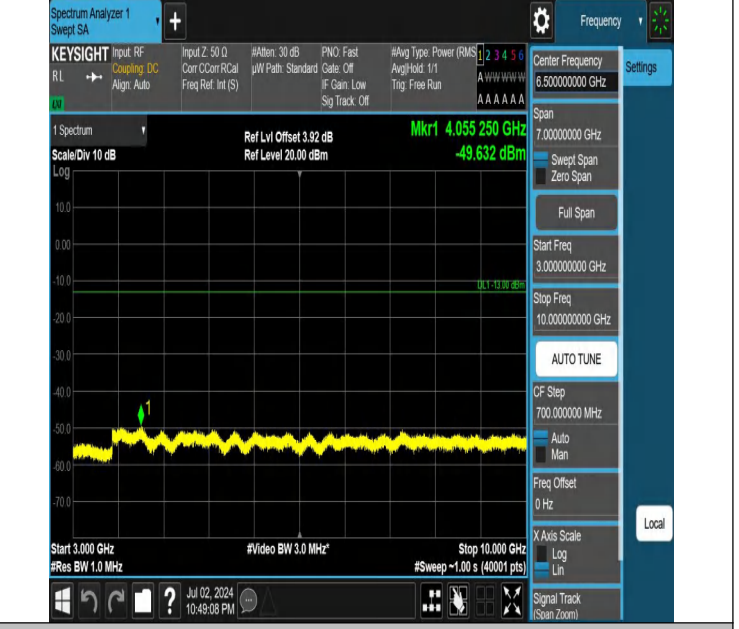 Spectrum Analyzer 1
Swept SA
+
Frequency
KEYSIGHT
RL
Input: RF
Coupling: DC
Align: Auto
Input Z: 50 Ω
Corr CCorr RCal
Freq Ref: Int (S)
#Atten: 30 dB
µW Path: Standard
PNO: Fast
Gate: Off
IF Gain: Low
Sig Track: Off
#Avg Type: Power (RMS
Avg|Hold: 1/1
Trig: Free Run
1 2 3 4 5 6
A W W W W W
A A A A A A
1 Spectrum
Scale/Div 10 dB
Log
Ref Lvl Offset 3.92 dB
Ref Level 20.00 dBm
Mkr1 4.055 250 GHz
-49.632 dBm
10.0
0.00
-10.0
DL1 -13.00 dBm
-20.0
-30.0
-40.0
1
-50.0
-60.0
-70.0
Start 3.000 GHz
#Res BW 1.0 MHz
#Video BW 3.0 MHz*
Stop 10.000 GHz
#Sweep ~1.00 s (40001 pts)
?
Jul 02, 2024
10:49:08 PM
Center Frequency
6.500000000 GHz
Settings
Span
7.00000000 GHz
Swept Span
Zero Span
Full Span
Start Freq
3.000000000 GHz
Stop Freq
10.000000000 GHz
AUTO TUNE
CF Step
700.000000 MHz
Auto
Man
Freq Offset
0 Hz
X Axis Scale
Log
Lin
Local
Signal Track
(Span Zoom)